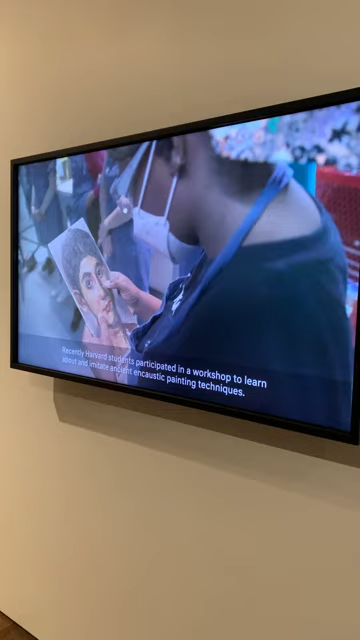 Recently Harvard students participated in a workshop to learn
about and imitate ancient encaustic painting techniques.